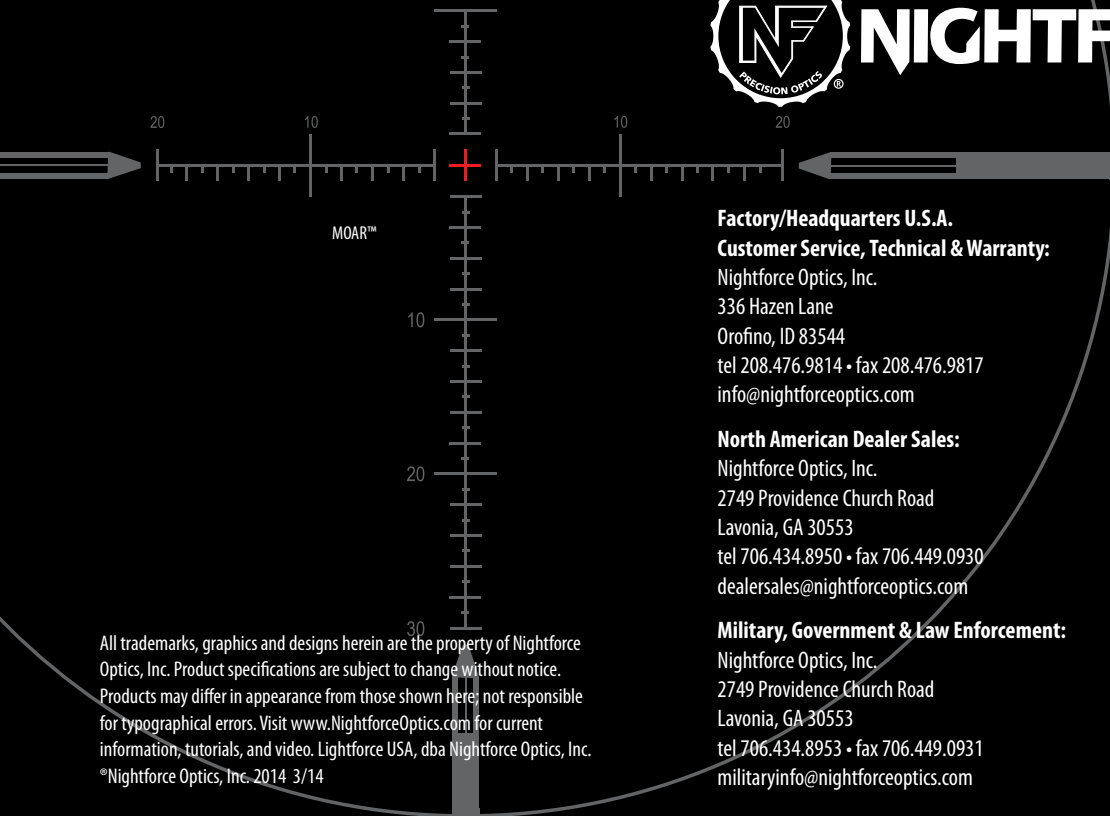 NF
PRECISION OPTICS
®
NIGHTF
20
10
10
20
MOAR™
10
20
30
Factory/Headquarters U.S.A.
Customer Service, Technical & Warranty:
Nightforce Optics, Inc.
336 Hazen Lane
Orofino, ID 83544
tel 208.476.9814 • fax 208.476.9817
info@nightforceoptics.com
North American Dealer Sales:
Nightforce Optics, Inc.
2749 Providence Church Road
Lavonia, GA 30553
tel 706.434.8950 • fax 706.449.0930
dealersales@nightforceoptics.com
Military, Government & Law Enforcement:
Nightforce Optics, Inc.
2749 Providence Church Road
Lavonia, GA 30553
tel 706.434.8953 • fax 706.449.0931
militaryinfo@nightforceoptics.com
All trademarks, graphics and designs herein are the property of Nightforce
Optics, Inc. Product specifications are subject to change without notice.
Products may differ in appearance from those shown here; not responsible
for typographical errors. Visit www.NightforceOptics.com for current
information, tutorials, and video. Lightforce USA, dba Nightforce Optics, Inc.
®Nightforce Optics, Inc. 2014 3/14